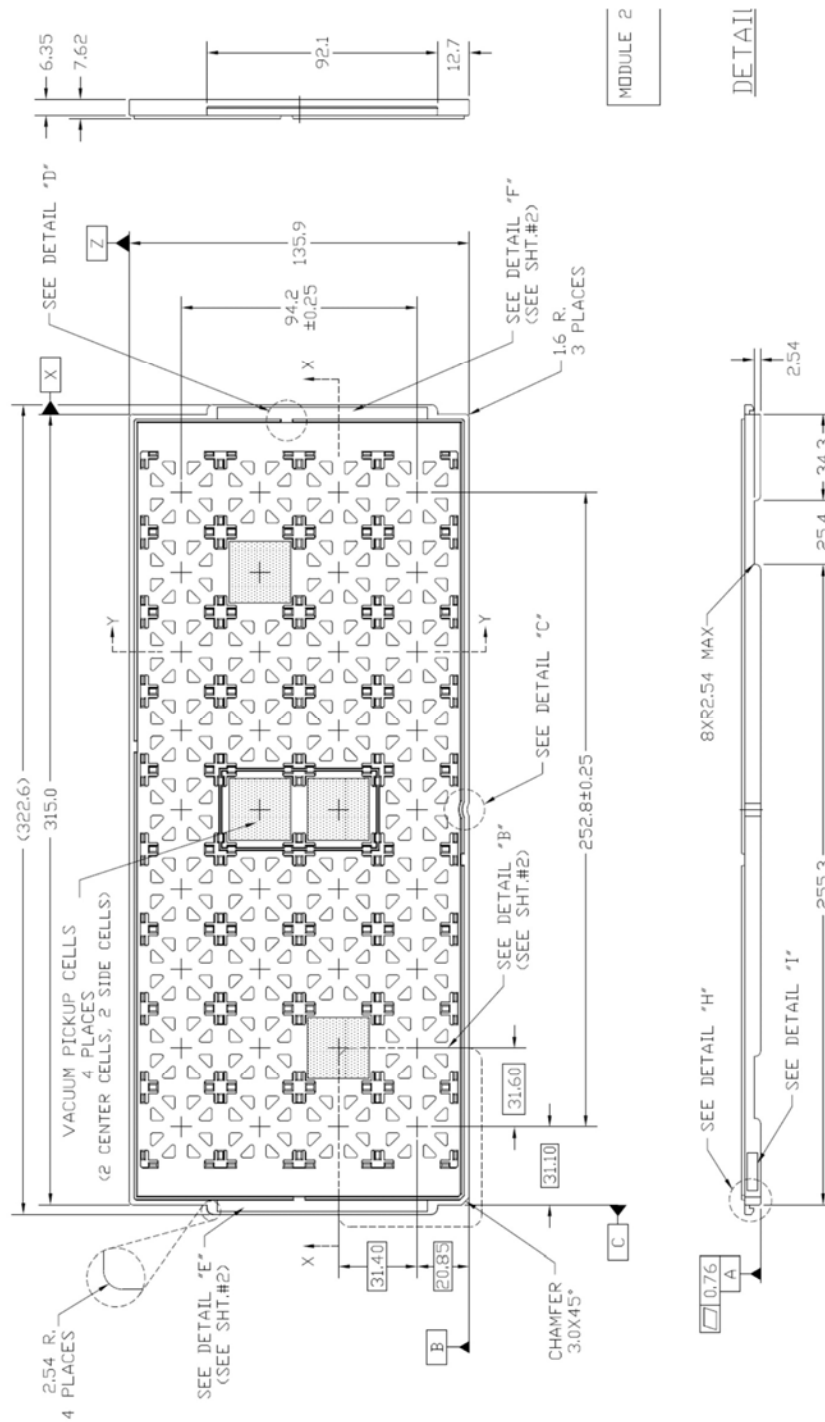 6.35
7.62
92.1
12.7
MODULE 2
DETAIL
SEE DETAIL "D"
Z
135.9
94.2
±0.25
SEE DETAIL "F"
(SEE SHT.#2)
1.6 R.
3 PLACES
X
X
(322.6)
315.0
Y
Y
VACUUM PICKUP CELLS
4 PLACES
(2 CENTER CELLS, 2 SIDE CELLS)
SEE DETAIL "C"
SEE DETAIL "B"
(SEE SHT.#2)
252.8±0.25
31.60
31.10
2.54 R.
4 PLACES
SEE DETAIL "E"
(SEE SHT.#2)
X
31.40
20.85
B
CHAMFER
3.0X45°
C
2.54
34.3
25.4
8XR2.54 MAX
255.3
SEE DETAIL "H"
SEE DETAIL "I"
0.76
A